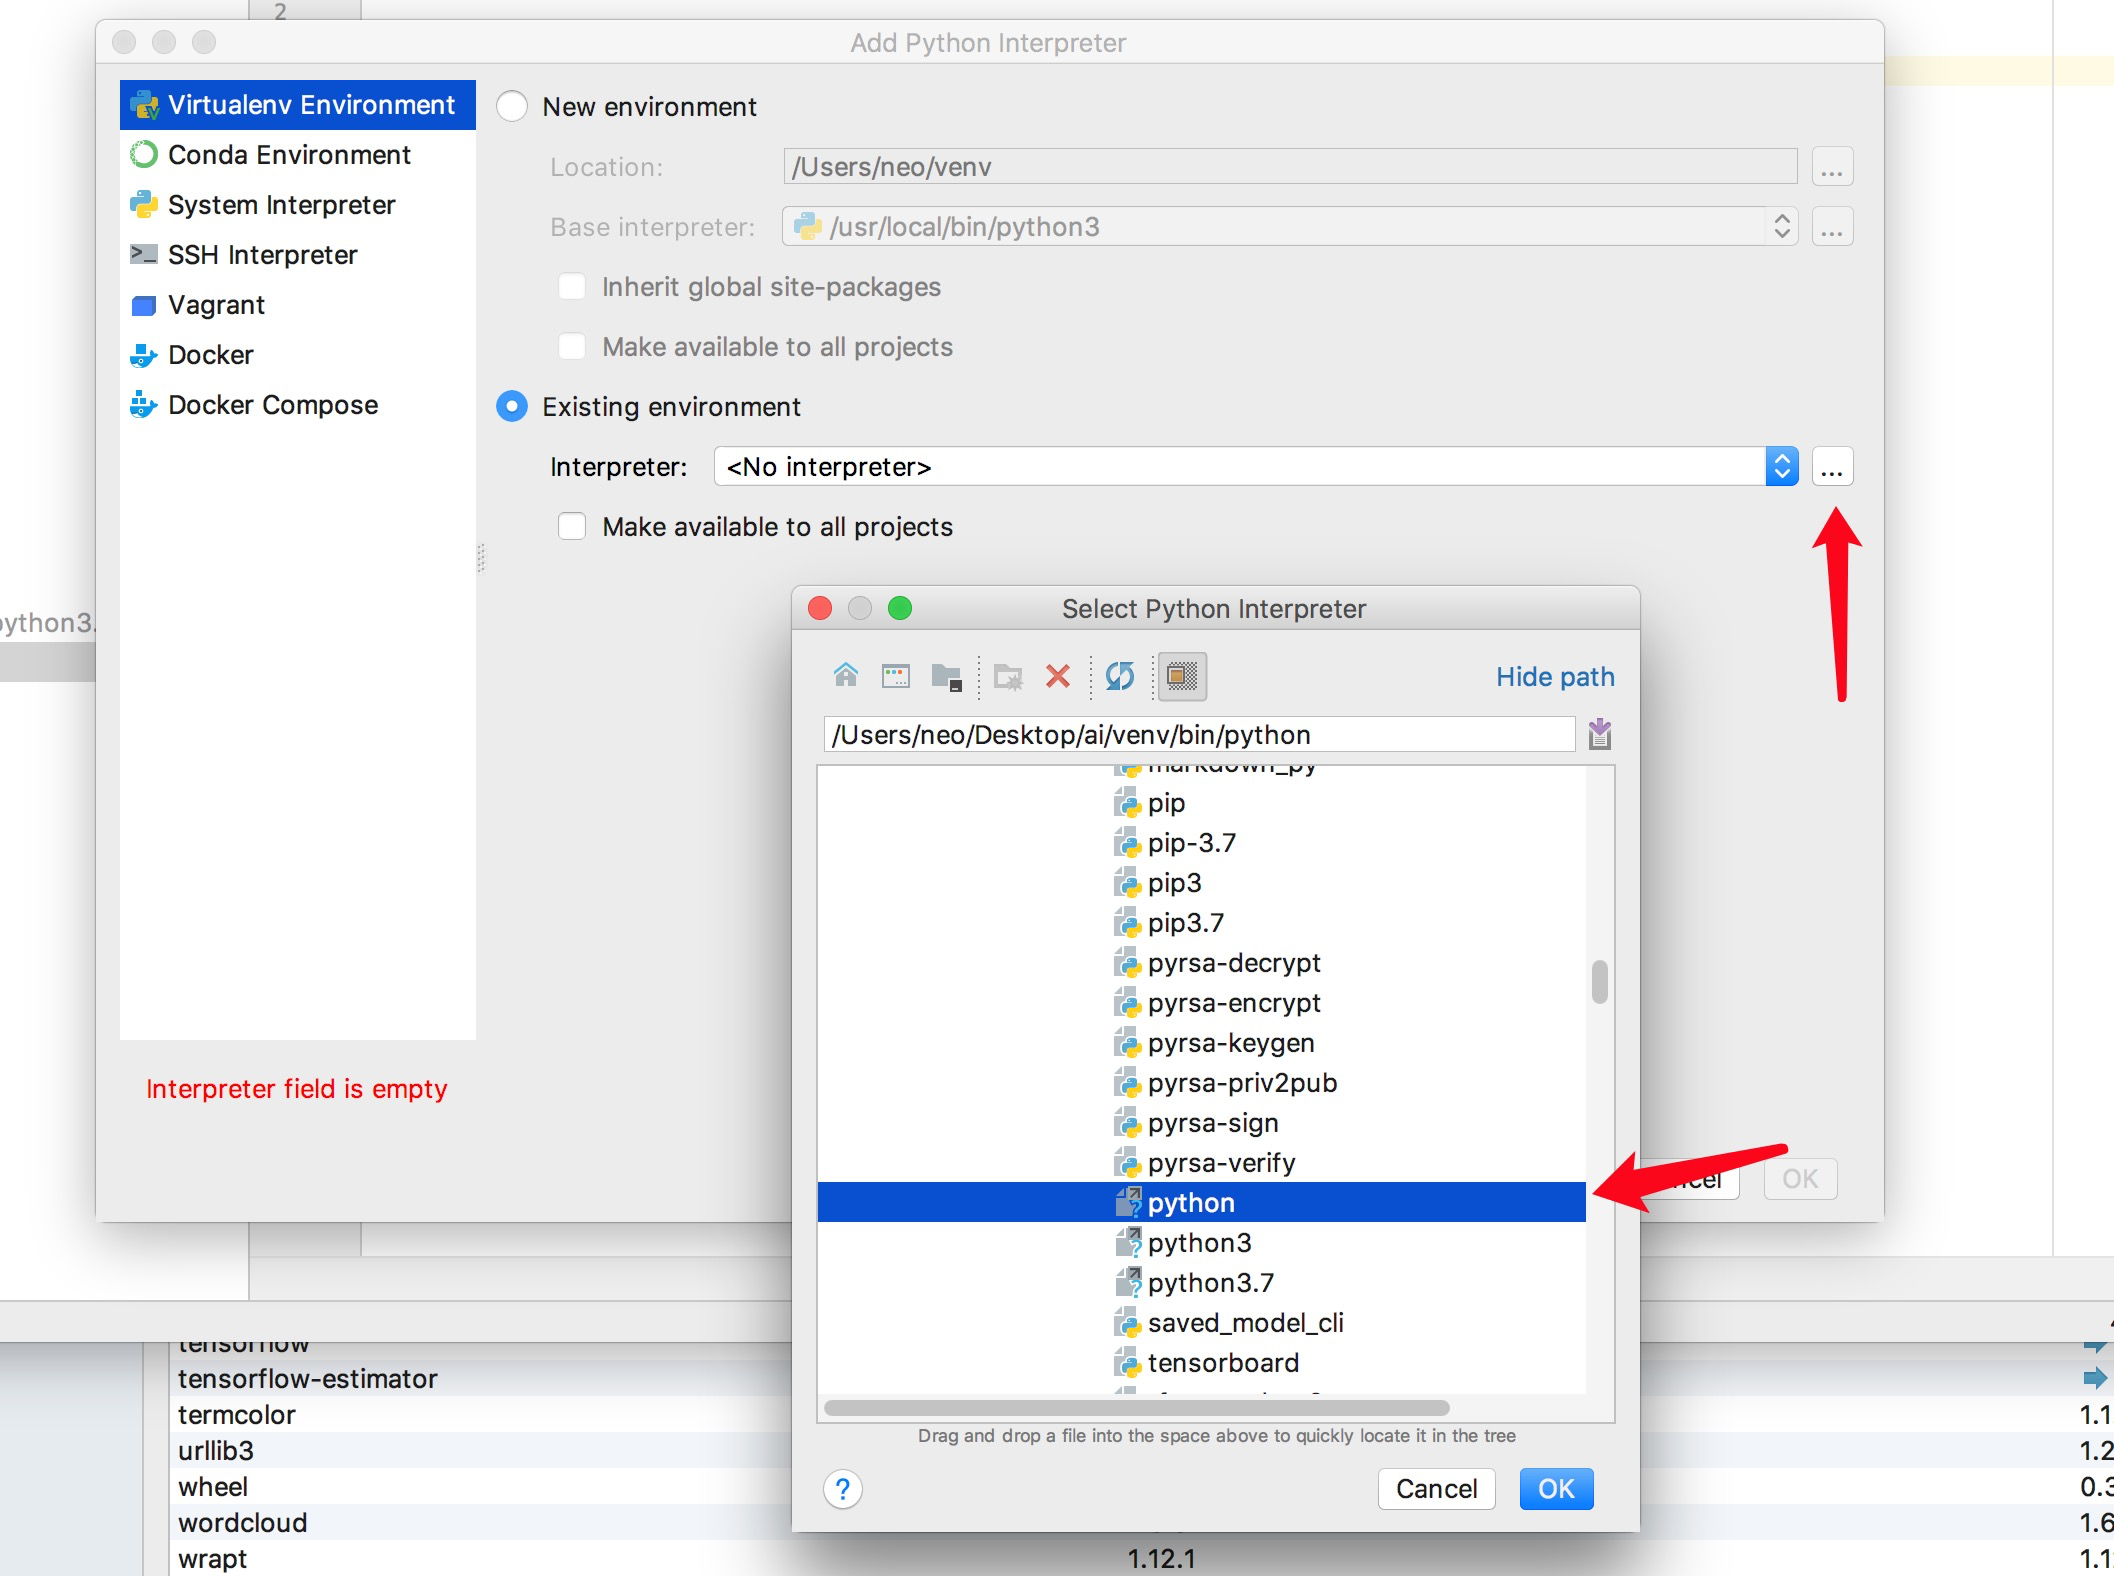 2
Add Python Interpreter
Virtualenv Environment
Conda Environment
System Interpreter
SSH Interpreter
Vagrant
Docker
Docker Compose
New environment
Location:
/Users/neo/venv
...
Base interpreter:
/usr/local/bin/python3
...
Inherit global site-packages
Make available to all projects
Existing environment
Interpreter:
<No interpreter>
...
Make available to all projects
ython3.
Interpreter field is empty
Select Python Interpreter
Hide path
/Users/neo/Desktop/ai/venv/bin/python
markdown_py
pip
pip-3.7
pip3
pip3.7
pyrsa-decrypt
pyrsa-encrypt
pyrsa-keygen
pyrsa-priv2pub
pyrsa-sign
pyrsa-verify
python
python3
python3.7
saved_model_cli
tensorboard
Drag and drop a file into the space above to quickly locate it in the tree
?
Cancel
OK
ncel
OK
tensorflow
tensorflow-estimator
termcolor
1.1
urllib3
1.2
wheel
0.3
wordcloud
1.6
wrapt
1.12.1
1.1